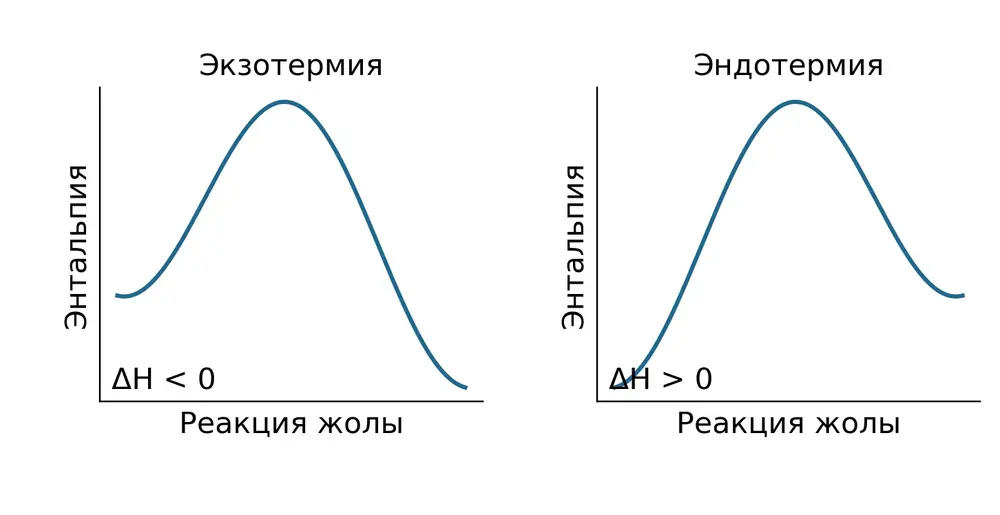 Экзотермия
Энтальпия
ΔH < 0
Реакция жолы
Эндотермия
Энтальпия
ΔH > 0
Реакция жолы